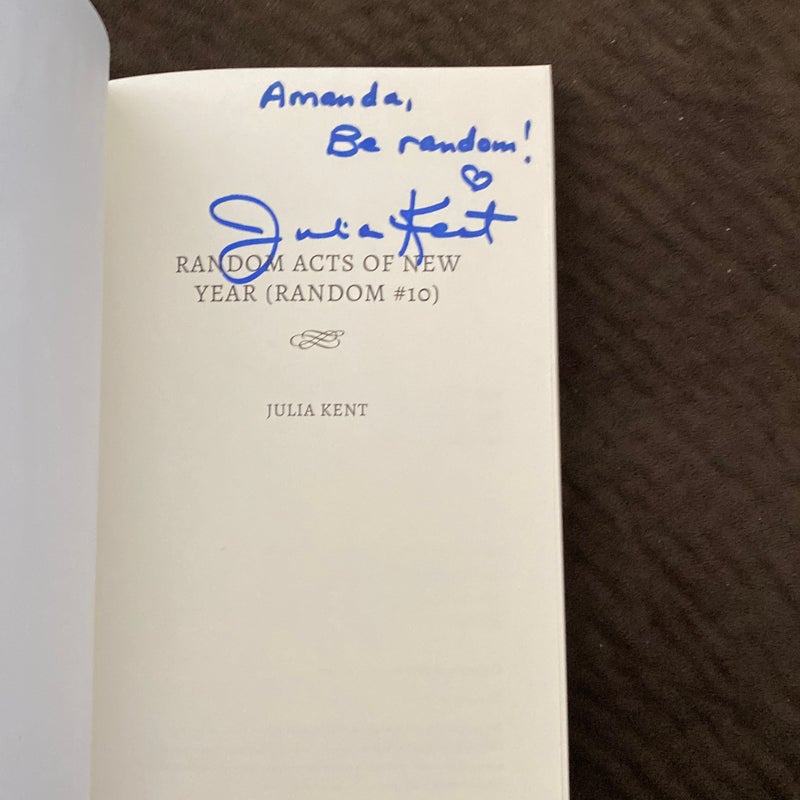 Amanda,
Be random!
Julia Kent
RANDOM ACTS OF NEW
YEAR (RANDOM #10)
JULIA KENT